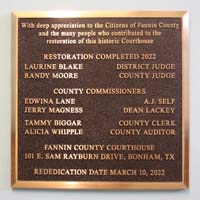 With deep appreciation to the Citizens of Fannin County
and the many people who contributed to the
restoration of this historic Courthouse
RESTORATION COMPLETED 2022
LAURINE BLAKE DISTRICT JUDGE
RANDY MOORE COUNTY JUDGE
COUNTY COMMISSIONERS
EDWINA LANE A.J. SELF
JERRY MAGNESS DEAN LACKEY
TAMMY BIGGAR COUNTY CLERK
ALICIA WHIPPLE COUNTY AUDITOR
FANNIN COUNTY COURTHOUSE
101 E. SAM RAYBURN DRIVE, BONHAM, TX
REDEDICATION DATE MARCH 10, 2022